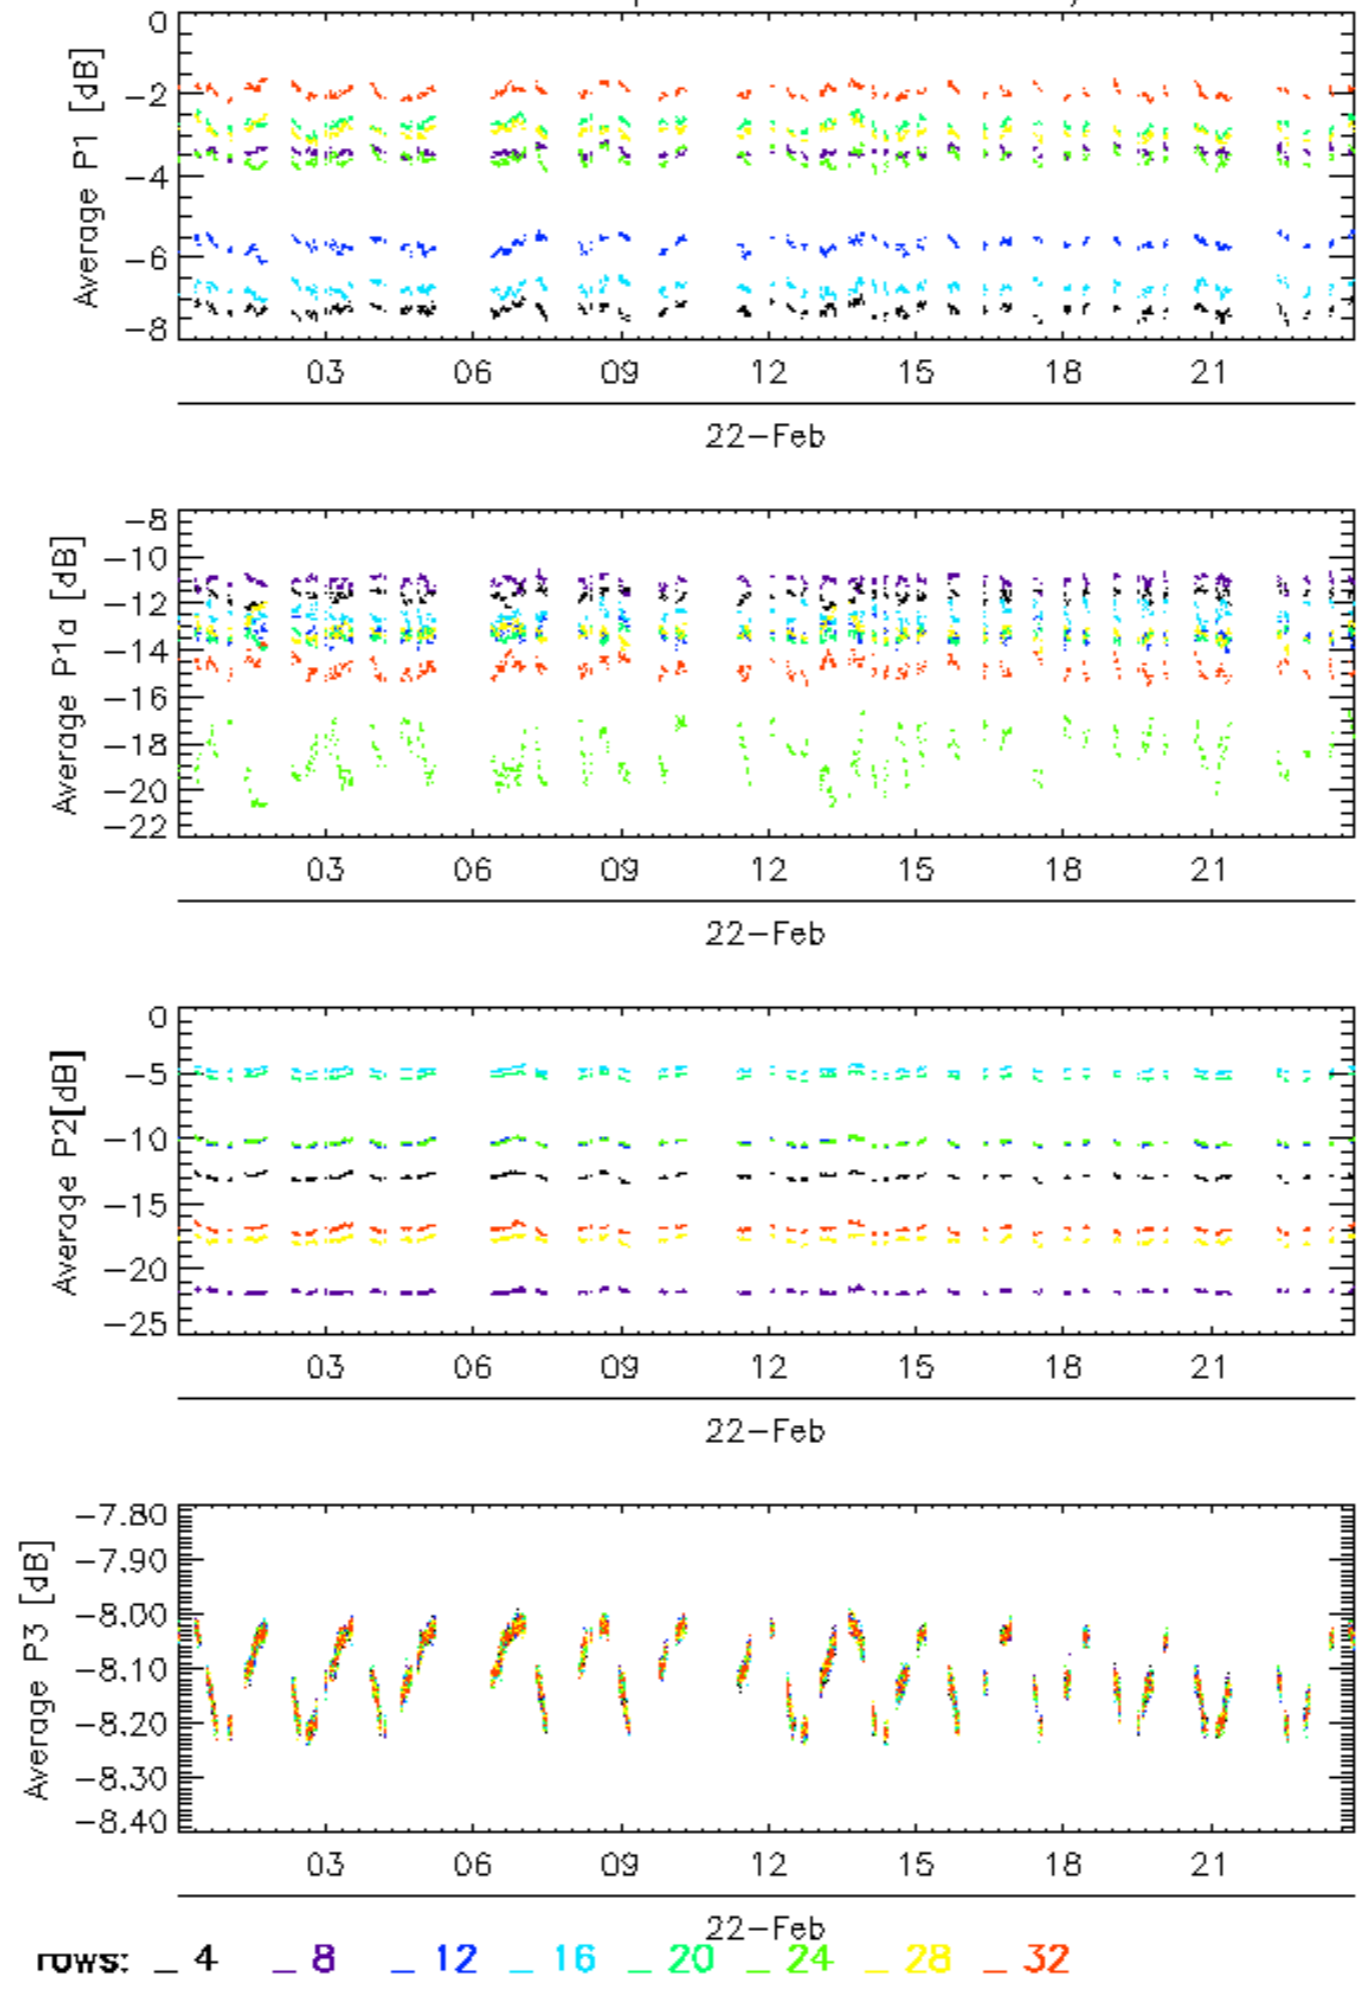 0
-2
-4
-6
-8
Average P1 [dB]
03 06 09 12 15 18 21
22-Feb
-8
-10
-12
-14
-16
-18
-20
-22
Average P1a [dB]
03 06 09 12 15 18 21
22-Feb
0
-5
-10
-15
-20
-25
Average P2[dB]
03 06 09 12 15 18 21
22-Feb
-7.80
-7.90
-8.00
-8.10
-8.20
-8.30
-8.40
Average P3 [dB]
03 06 09 12 15 18 21
22-Feb
rows: _ 4 _ 8 _ 12 _ 16 _ 20 _ 24 _ 28 _ 32